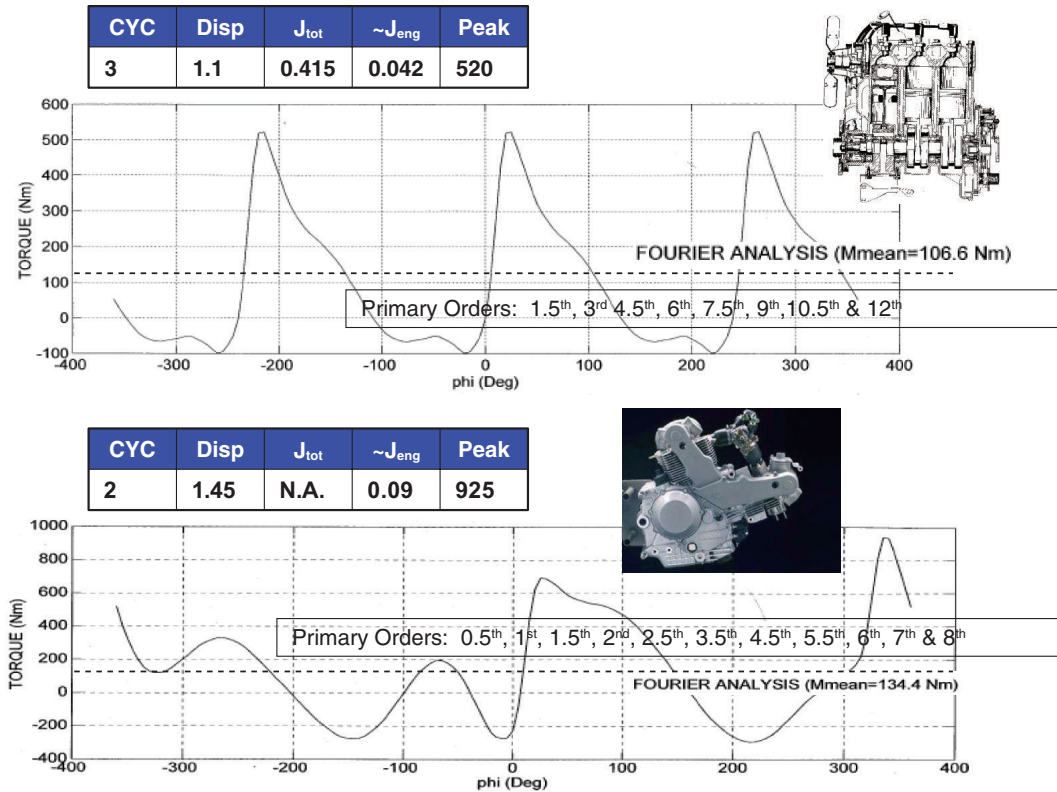 CYC Disp Jtot ~Jeng Peak
3 1.1 0.415 0.042 520
600
500
400
300
200
100
0
-100
TORQUE (Nm)
FOURIER ANALYSIS (Mmean=106.6 Nm)
Primary Orders: 1.5th, 3rd 4.5th, 6th, 7.5th, 9th,10.5th & 12th
-400 -300 -200 -100 0 100 200 300 400
phi (Deg)
CYC Disp Jtot ~Jeng Peak
2 1.45 N.A. 0.09 925
1000
800
600
400
200
0
-200
-400
TORQUE (Nm)
Primary Orders: 0.5th, 1st, 1.5th, 2nd, 2.5th, 3.5th, 4.5th, 5.5th, 6th, 7th & 8th
FOURIER ANALYSIS (Mmean=134.4 Nm)
-400 -300 -200 -100 0 100 200 300 400
phi (Deg)